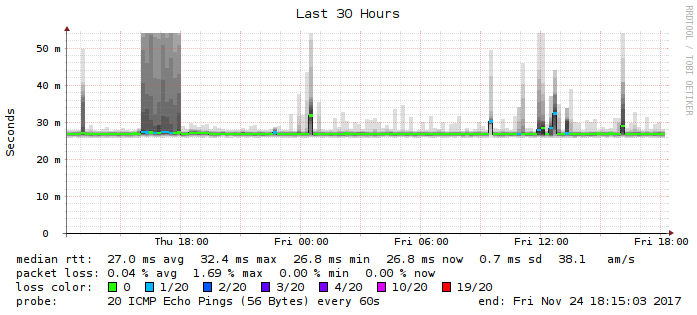 Last 30 Hours
RRDTOOL / TOBI OETIKER
Seconds
50 m
40 m
30 m
20 m
10 m
0
Thu 18:00 Fri 00:00 Fri 06:00 Fri 12:00 Fri 18:00
median rtt: 27.0 ms avg 32.4 ms max 26.8 ms min 26.8 ms now 0.7 ms sd 38.1 am/s
packet loss: 0.04 % avg 1.69 % max 0.00 % min 0.00 % now
loss color: 0 1/20 2/20 3/20 4/20 10/20 19/20
probe: 20 ICMP Echo Pings (56 Bytes) every 60s end: Fri Nov 24 18:15:03 2017